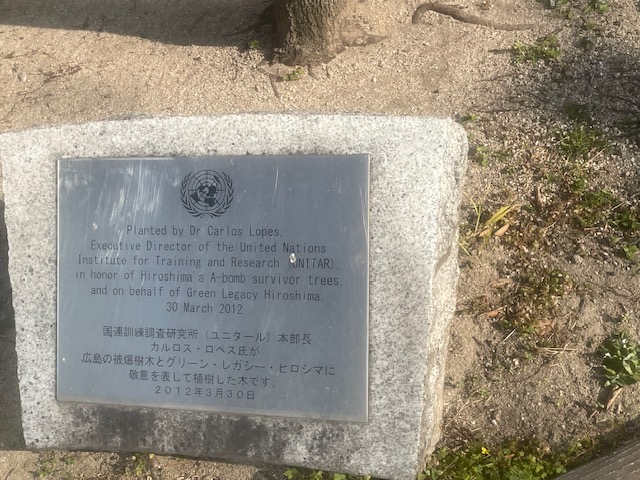 Planted by Dr Carlos Lopes,
Executive Director of the United Nations
Institute for Training and Research (UNITAR),
in honor of Hiroshima s A-bomb survivor trees,
and on behalf of Green Legacy Hiroshima.
30 March 2012
国連訓練調査研究所（ユニタール）本部長
カルロス・ロペス氏が
広島の被爆樹木とグリーン・レガシー・ヒロシマに
敬意を表して植樹した木です。
２０１２年３月３０日